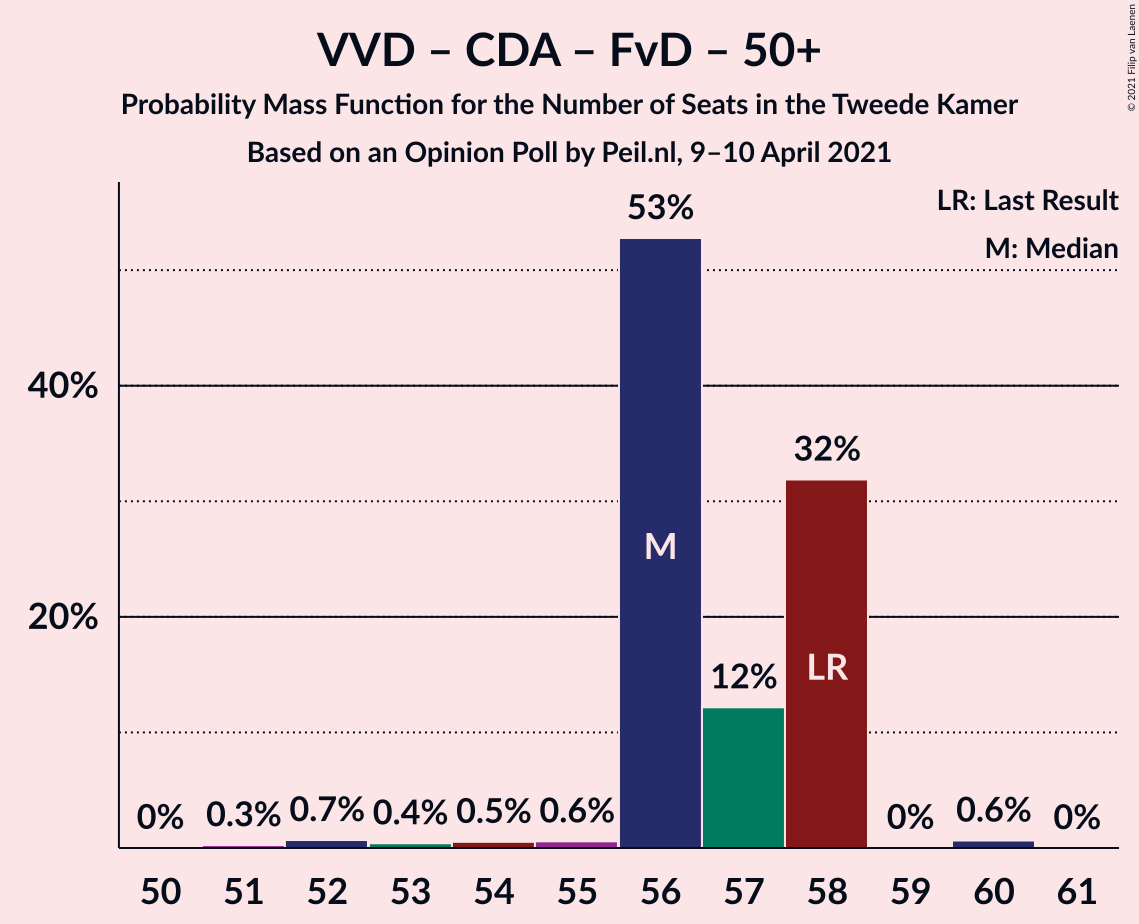 VVD – CDA – FvD – 50+
Probability Mass Function for the Number of Seats in the Tweede Kamer
Based on an Opinion Poll by Peil.nl, 9–10 April 2021
© 2021 Filip van Laenen
LR: Last Result
M: Median
53%
40%
32%
M
20%
12%
LR
0% 0.3% 0.7% 0.4% 0.5% 0.6% 0% 0.6% 0%
50 51 52 53 54 55 56 57 58 59 60 61